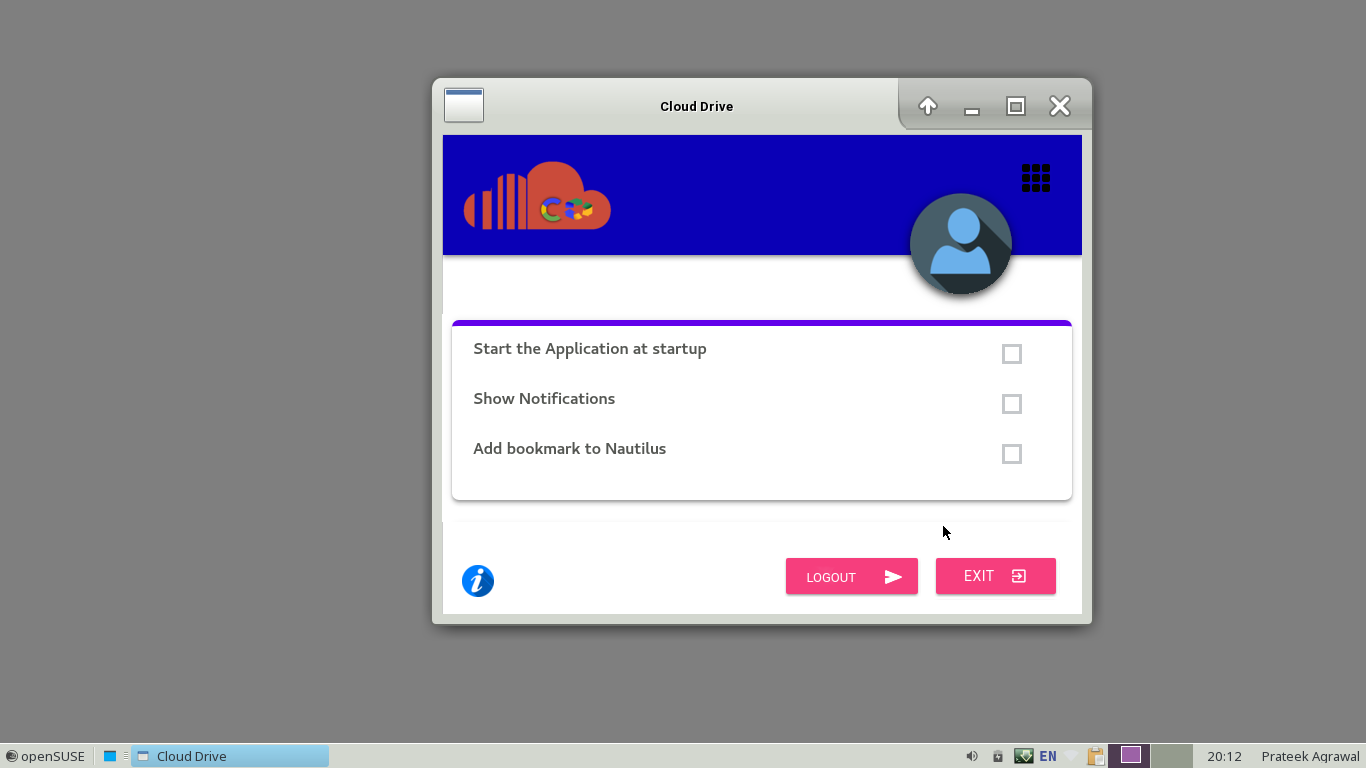 Cloud Drive
Start the Application at startup
Show Notifications
Add bookmark to Nautilus
LOGOUT
EXIT
openSUSE
Cloud Drive
EN
20:12
Prateek Agrawal